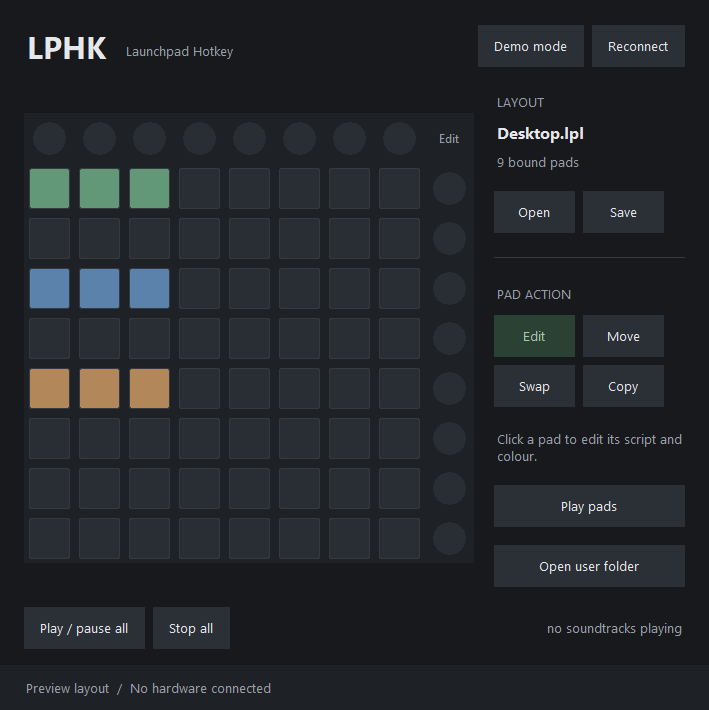 LPHK
Launchpad Hotkey
Demo mode
Reconnect
LAYOUT
Desktop.lpl
9 bound pads
Open
Save
Edit
PAD ACTION
Edit
Move
Swap
Copy
Click a pad to edit its script and
colour.
Play pads
Open user folder
Play / pause all
Stop all
no soundtracks playing
Preview layout / No hardware connected